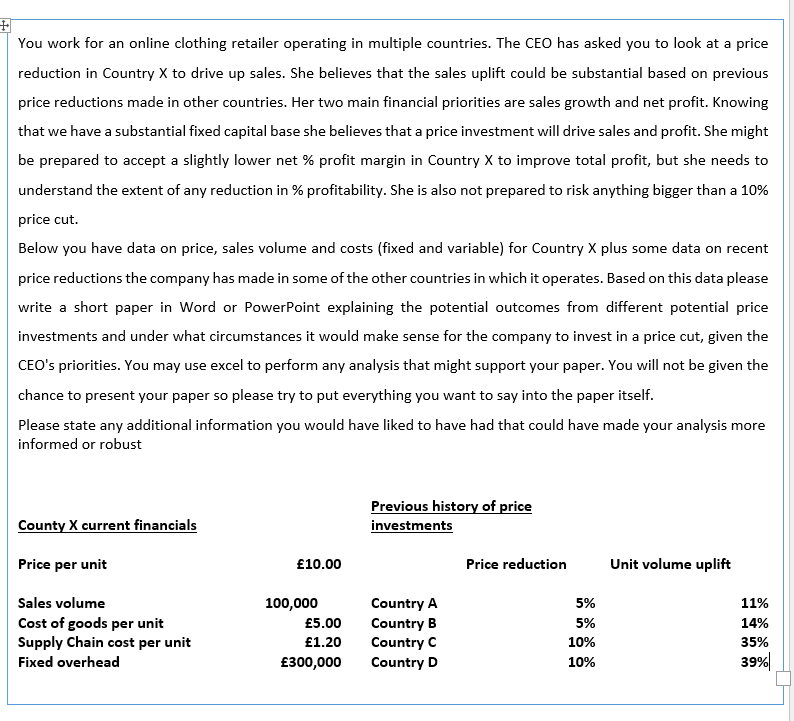 You work for an online clothing retailer operating in multiple countries. The CEO has asked you to look at a price
reduction in Country X to drive up sales. She believes that the sales uplift could be substantial based on previous
price reductions made in other countries. Her two main financial priorities are sales growth and net profit. Knowing
that we have a substantial fixed capital base she believes that a price investment will drive sales and profit. She might
be prepared to accept a slightly lower net % profit margin in Country X to improve total profit, but she needs to
understand the extent of any reduction in % profitability. She is also not prepared to risk anything bigger than a 10%
price cut.
Below you have data on price, sales volume and costs (fixed and variable) for Country X plus some data on recent
price reductions the company has made in some of the other countries in which it operates. Based on this data please
write a short paper in Word or PowerPoint explaining the potential outcomes from different potential price
investments and under what circumstances it would make sense for the company to invest in a price cut, given the
CEO's priorities. You may use excel to perform any analysis that might support your paper. You will not be given the
chance to present your paper so please try to put everything you want to say into the paper itself.
Please state any additional information you would have liked to have had that could have made your analysis more
informed or robust
Previous history of price
County X current financials investments
Price per unit £10.00 Price reduction Unit volume uplift
Sales volume 100,000 Country A 5% 11%
Cost of goods per unit £5.00 Country B 5% 14%
Supply Chain cost per unit £1.20 Country C 10% 35%
Fixed overhead £300,000 Country D 10% 39%